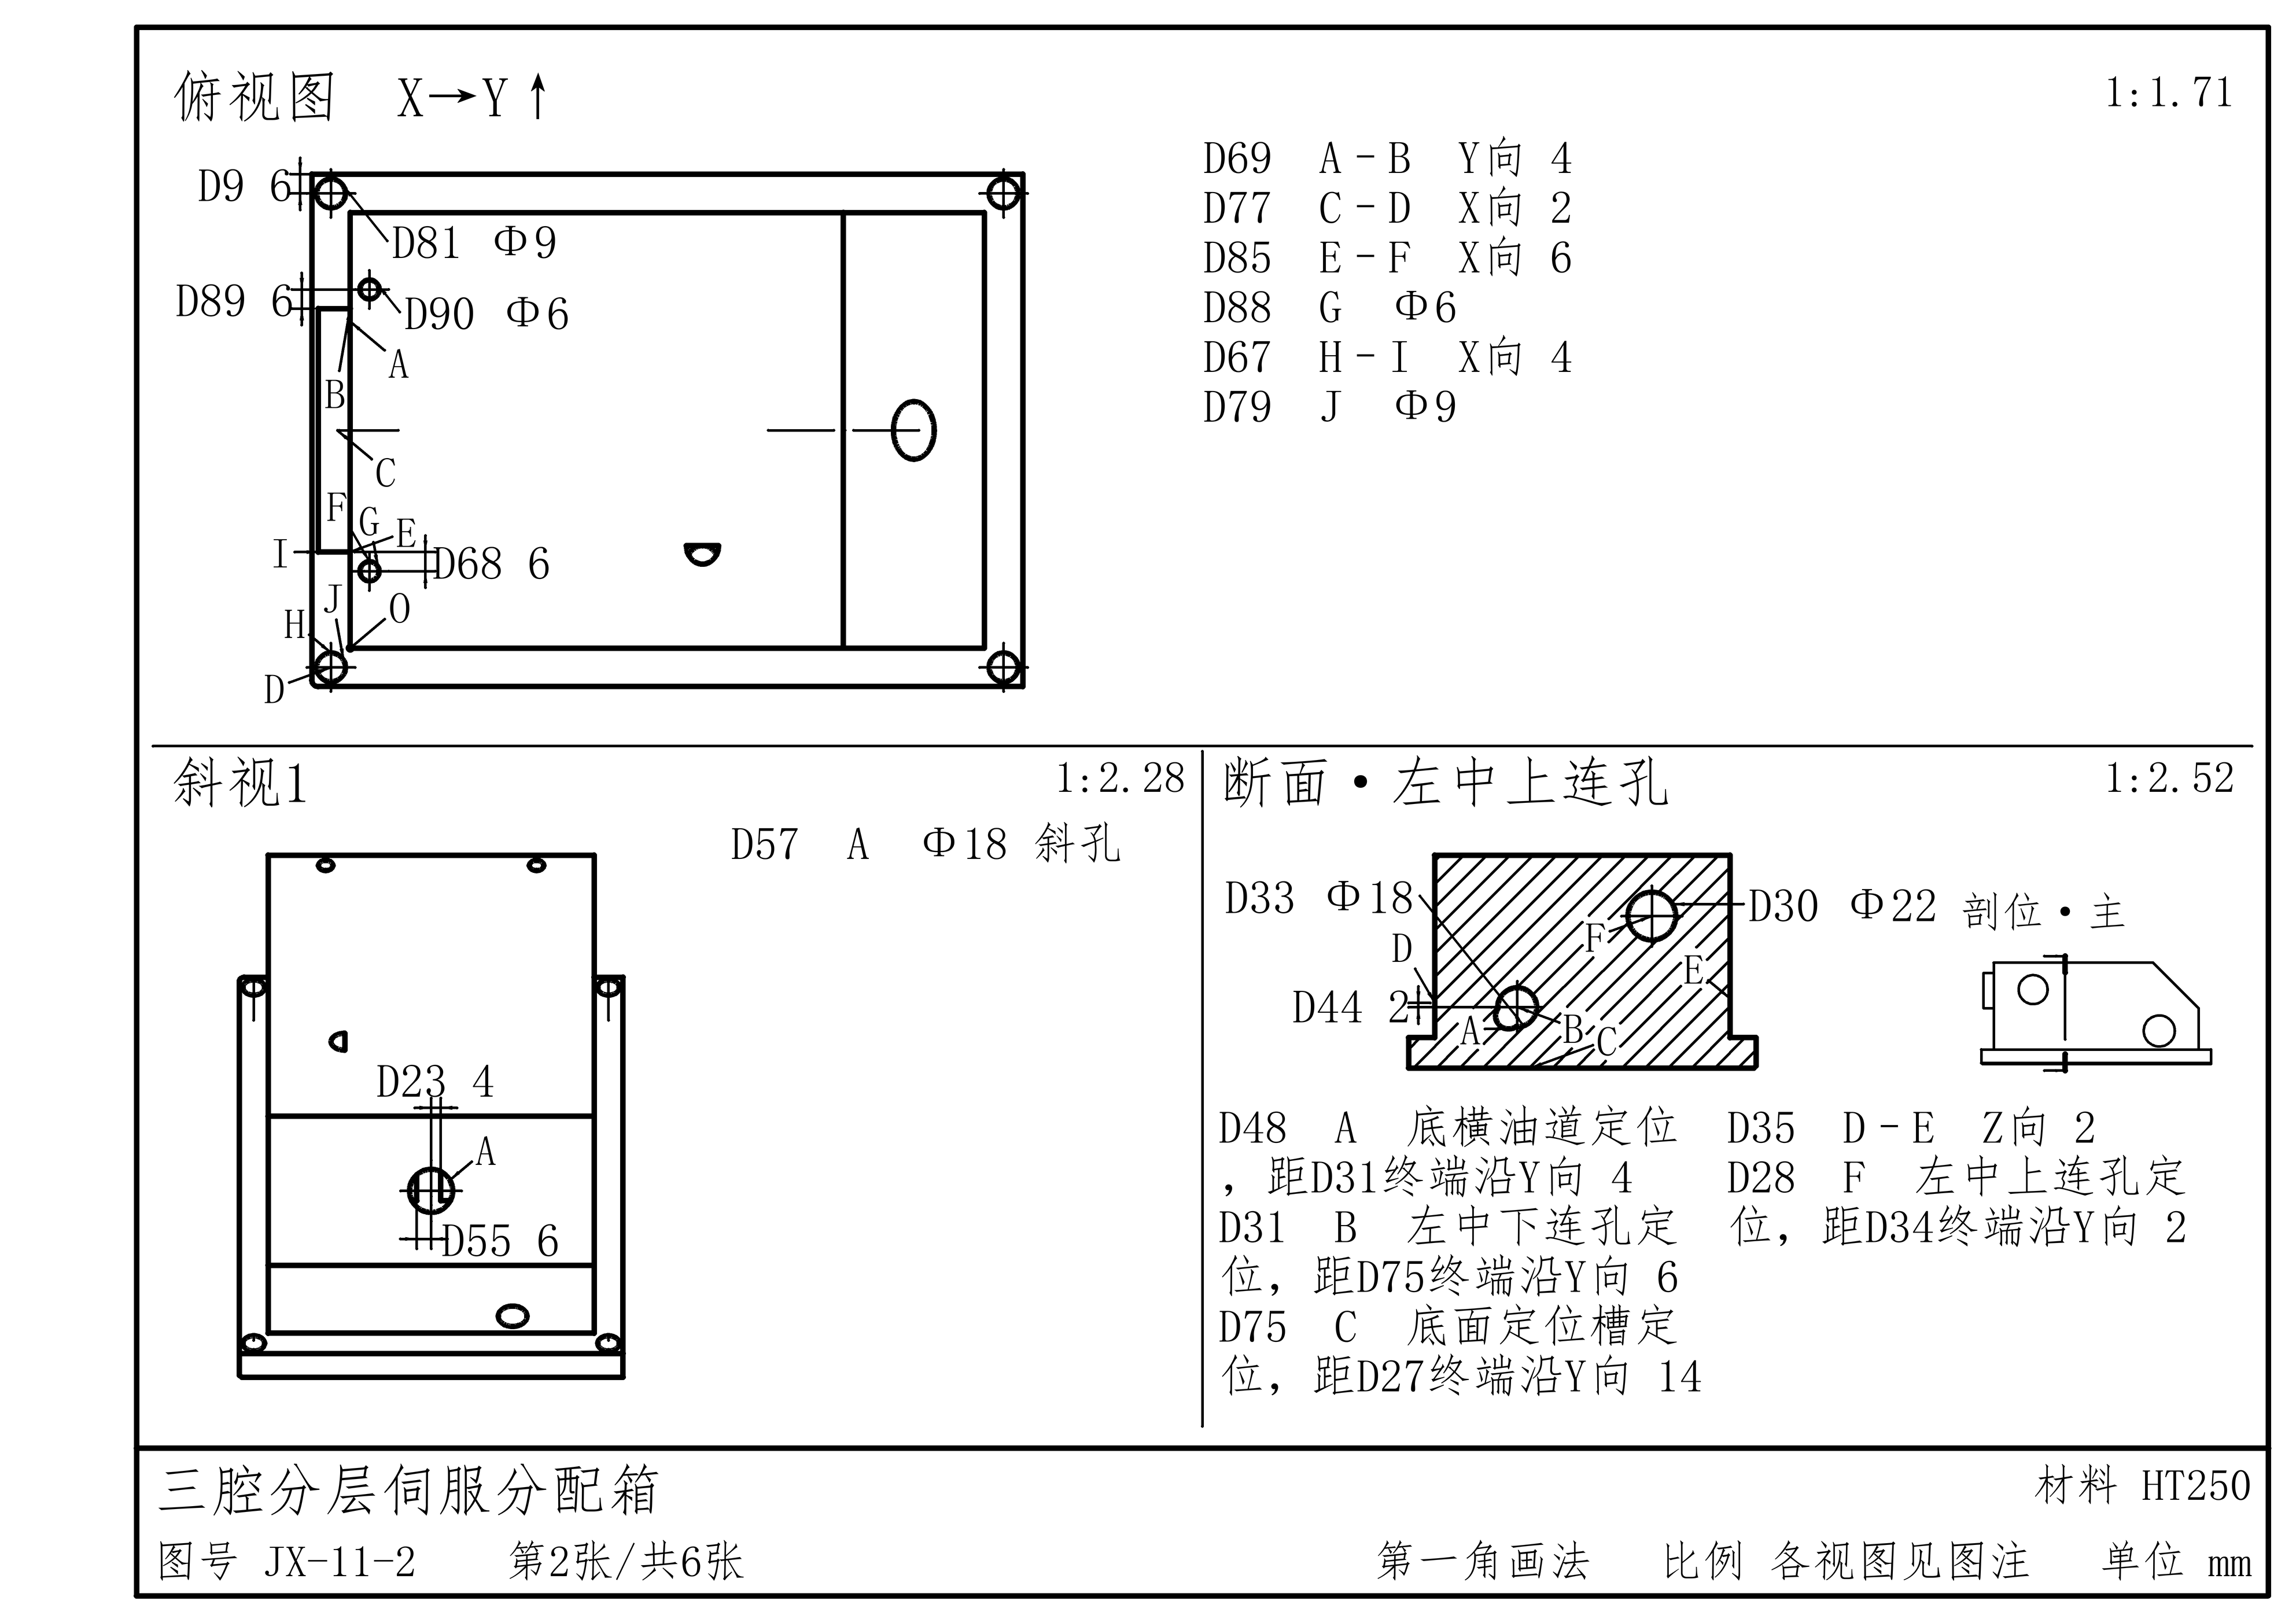 俯视图 X→Y↑
1:1.71
D9 6
D81 Φ9
D89 6
D90 Φ6
A
B
C
F
G
E
I
D68 6
J
O
H
D
D69 A-B Y向 4
D77 C-D X向 2
D85 E-F X向 6
D88 G Φ6
D67 H-I X向 4
D79 J Φ9
斜视1
1:2.28
D57 A Φ18 斜孔
D23 4
A
D55 6
断面·左中上连孔
1:2.52
D33 Φ18
D30 Φ22
剖位·主
F
D
E
D44 2
A
B
C
D48 A 底横油道定位
，距D31终端沿Y向 4
D31 B 左中下连孔定
位，距D75终端沿Y向 6
D75 C 底面定位槽定
位，距D27终端沿Y向 14
D35 D-E Z向 2
D28 F 左中上连孔定
位，距D34终端沿Y向 2
三腔分层伺服分配箱
材料 HT250
图号 JX-11-2 第2张/共6张
第一角画法 比例 各视图见图注 单位 mm